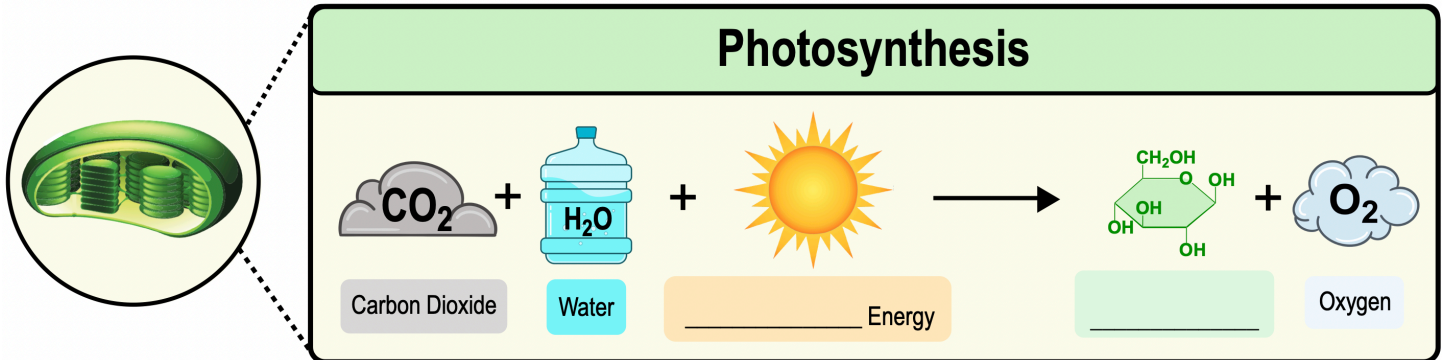 Photosynthesis
CO₂ + H₂O + → CH₂OH O OH OH OH OH + O₂
Carbon Dioxide Water ______________ Energy ______________ Oxygen